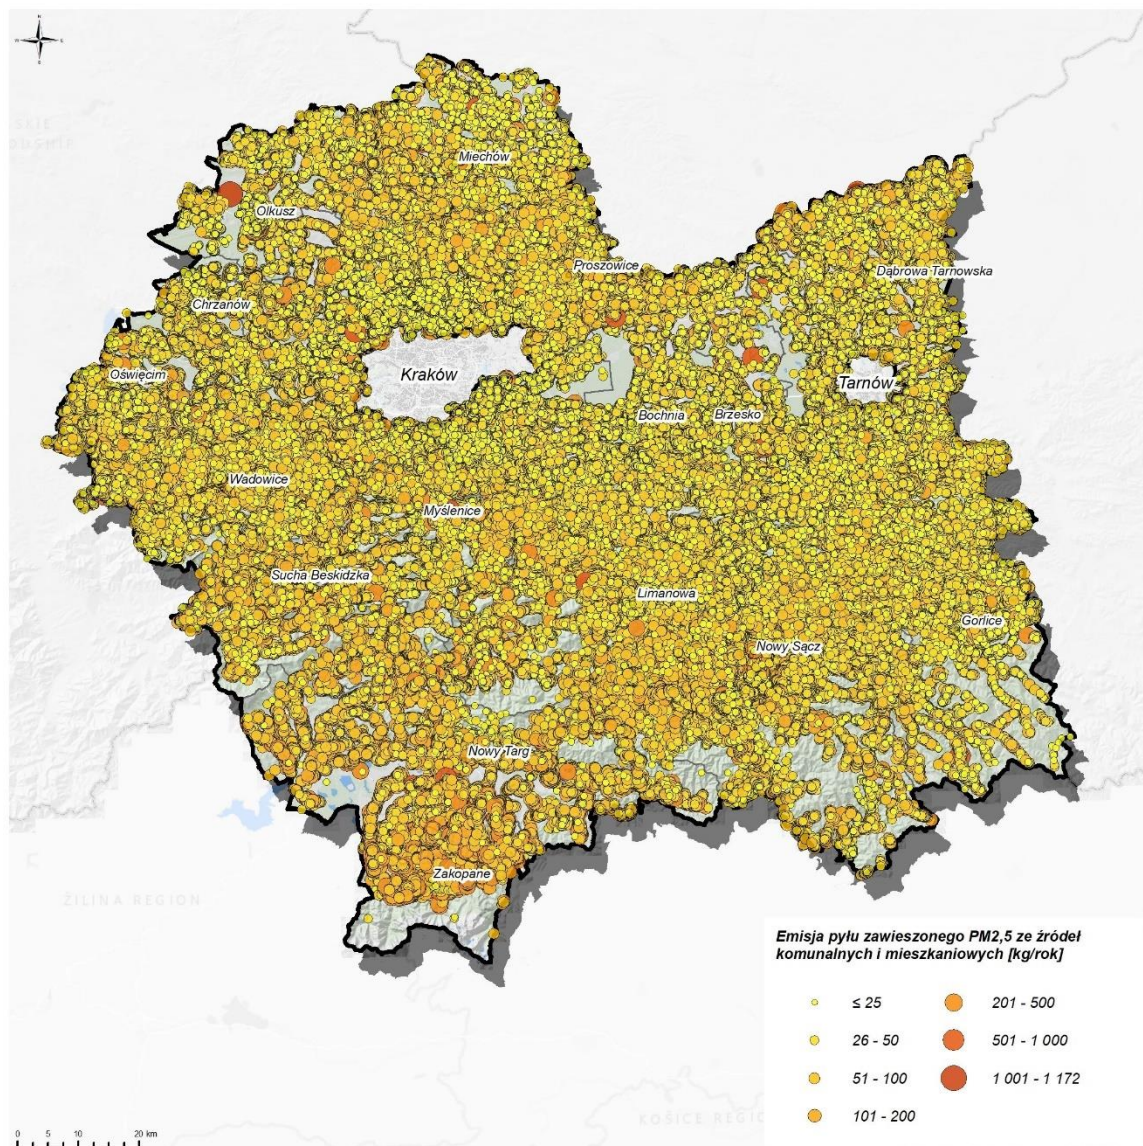 Miechów
Olkusz
Proszowice
Dąbrowa Tarnowska
Chrzanów
Oświęcim
Kraków
Tarnów
Bochnia
Brzesko
Wadowice
Myślenice
Sucha Beskidzka
Limanowa
Gorlice
Nowy Sącz
Nowy Targ
Zakopane
ŽILINA REGION
Emisja pyłu zawieszonego PM2,5 ze źródeł
komunalnych i mieszkaniowych [kg/rok]
≤ 25
201 - 500
26 - 50
501 - 1 000
51 - 100
1 001 - 1 172
101 - 200
0 5 10 20 km